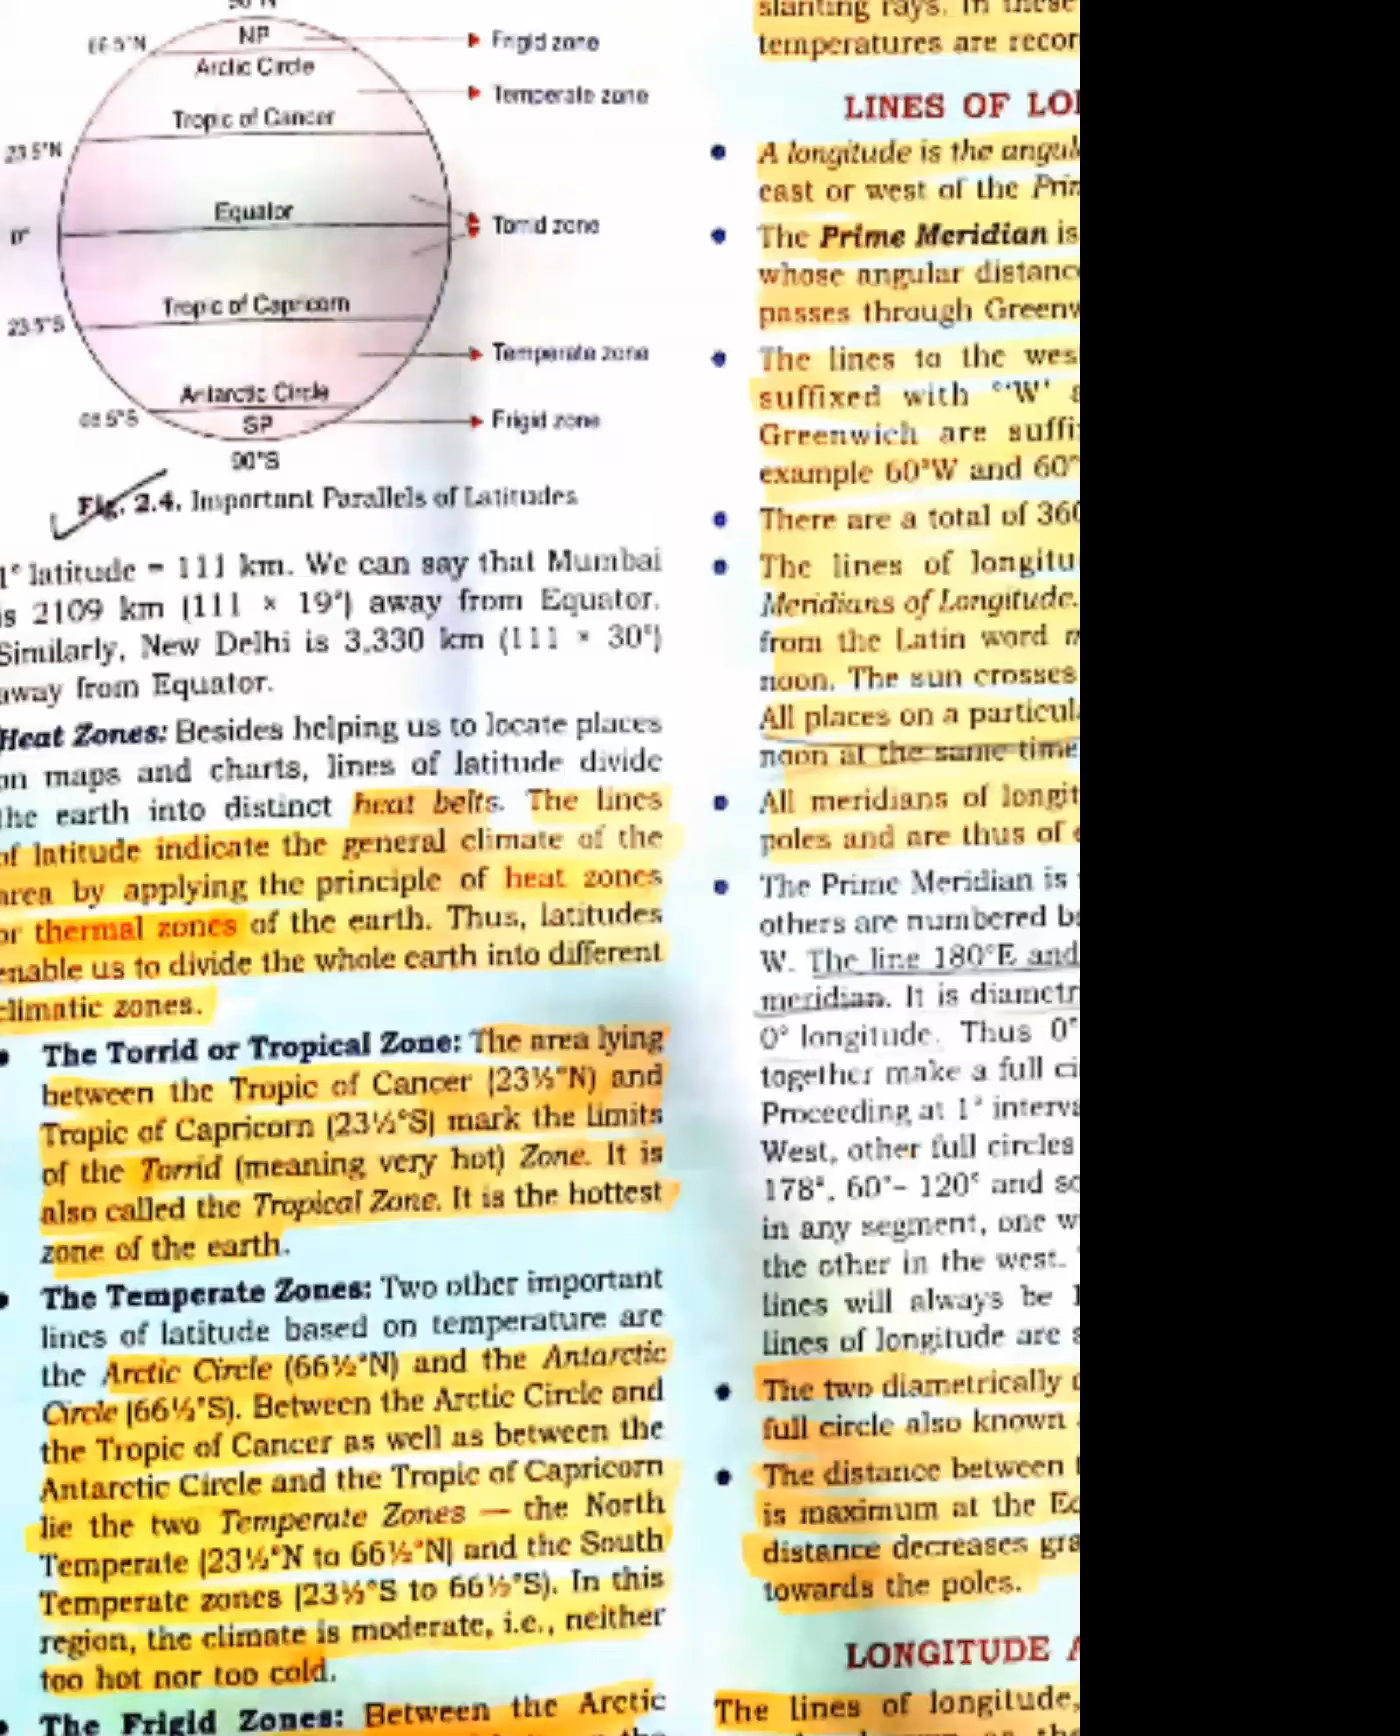 90°N
66.5°N
NP
Arctic Circle
Frigid zone
Temperate zone
Tropic of Cancer
23.5°N
Equator
0°
Torrid zone
Tropic of Capricorn
23.5°S
Temperate zone
Antarctic Circle
66.5°S
SP
Frigid zone
90°S
Fig. 2.4. Important Parallels of Latitudes
1° latitude = 111 km. We can say that Mumbai
is 2109 km (111 × 19°) away from Equator.
Similarly, New Delhi is 3,330 km (111 × 30°)
away from Equator.
Heat Zones: Besides helping us to locate places
on maps and charts, lines of latitude divide
the earth into distinct heat belts. The lines
of latitude indicate the general climate of the
area by applying the principle of heat zones
or thermal zones of the earth. Thus, latitudes
enable us to divide the whole earth into different
climatic zones.
• The Torrid or Tropical Zone: The area lying
between the Tropic of Cancer (23½°N) and
Tropic of Capricorn (23½°S) mark the limits
of the Torrid (meaning very hot) Zone. It is
also called the Tropical Zone. It is the hottest
zone of the earth.
• The Temperate Zones: Two other important
lines of latitude based on temperature are
the Arctic Circle (66½°N) and the Antarctic
Circle (66½°S). Between the Arctic Circle and
the Tropic of Cancer as well as between the
Antarctic Circle and the Tropic of Capricorn
lie the two Temperate Zones — the North
Temperate (23½°N to 66½°N) and the South
Temperate zones (23½°S to 66½°S). In this
region, the climate is moderate, i.e., neither
too hot nor too cold.
• The Frigid Zones: Between the Arctic
the
slanting rays. In these
temperatures are recor
LINES OF LO
• A longitude is the angul
east or west of the Prin
• The Prime Meridian is
whose angular distanc
passes through Greenw
• The lines to the wes
suffixed with °'W'
Greenwich are suffi
example 60°W and 60°
• There are a total of 360
• The lines of longitu
Meridians of Longitude.
from the Latin word m
noon. The sun crosses
All places on a particul
noon at the same time
• All meridians of longit
poles and are thus of
• The Prime Meridian is
others are numbered
W. The line 180°E and
meridian. It is diametr
0° longitude. Thus 0°
together make a full ci
Proceeding at 1° interv
West, other full circles
178°, 60°– 120° and so
in any segment, one w
the other in the west.
lines will always be 1
lines of longitude are s
• The two diametrically
full circle also known
• The distance between
is maximum at the Eq
distance decreases gra
towards the poles.
LONGITUDE A
The lines of longitude,